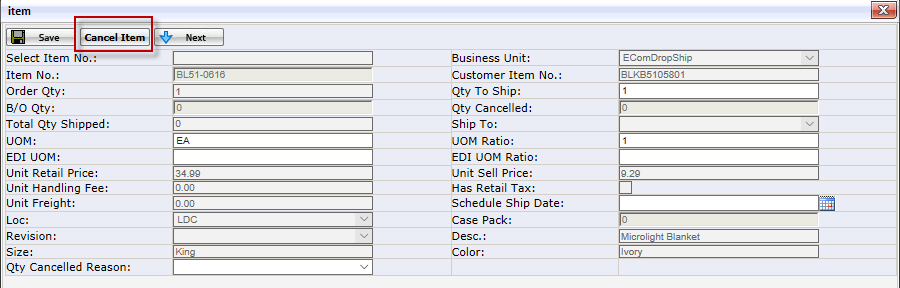 item
Save Cancel Item Next
Select Item No.: Business Unit: EComDropShip
Item No.: BL51-0616 Customer Item No.: BLKB5105801
Order Qty: 1 Qty To Ship: 1
B/O Qty: 0 Qty Cancelled: 0
Total Qty Shipped: 0 Ship To:
UOM: EA UOM Ratio: 1
EDI UOM: EDI UOM Ratio:
Unit Retail Price: 34.99 Unit Sell Price: 9.29
Unit Handling Fee: 0.00 Has Retail Tax:
Unit Freight: 0.00 Schedule Ship Date:
Loc: LDC Case Pack: 0
Revision: Desc.: Microlight Blanket
Size: King Color: Ivory
Qty Cancelled Reason: